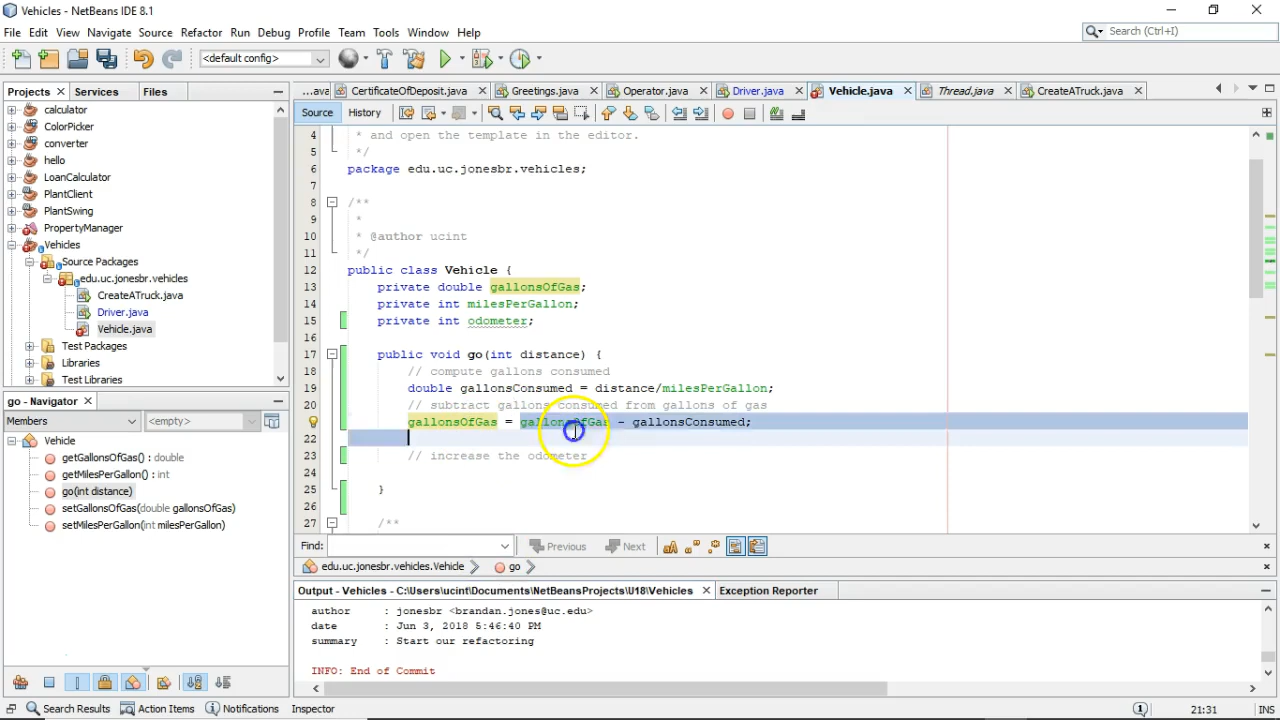 Vehicles - NetBeans IDE 8.1
File Edit View Navigate Source Refactor Run Debug Profile Team Tools Window Help
Search (Ctrl+I)
<default config>
Projects Services Files
...ava CertificateOfDeposit.java Greetings.java Operator.java Driver.java Vehicle.java Thread.java CreateATruck.java
Source History
calculator
ColorPicker
converter
hello
LoanCalculator
PlantClient
PlantSwing
PropertyManager
Vehicles
Source Packages
edu.uc.jonesbr.vehicles
CreateATruck.java
Driver.java
Vehicle.java
Test Packages
Libraries
Test Libraries
go - Navigator
Members <empty>
Vehicle
getGallonsOfGas() : double
getMilesPerGallon() : int
go(int distance)
setGallonsOfGas(double gallonsOfGas)
setMilesPerGallon(int milesPerGallon)
4 * and open the template in the editor.
5 */
6 package edu.uc.jonesbr.vehicles;
7
8 /**
9 *
10 * @author ucint
11 */
12 public class Vehicle {
13 private double gallonsOfGas;
14 private int milesPerGallon;
15 private int odometer;
16
17 public void go(int distance) {
18 // compute gallons consumed
19 double gallonsConsumed = distance/milesPerGallon;
20 // subtract gallons consumed from gallons of gas
gallonsOfGas = gallonsOfGas - gallonsConsumed;
22
23 // increase the odometer
24
25 }
26
27 /**
Find: Previous Next
edu.uc.jonesbr.vehicles.Vehicle go
Output - Vehicles - C:\Users\ucint\NetBeansProjects\U18\Vehicles Exception Reporter
author : jonesbr <brandan.jones@uc.edu>
date : Jun 3, 2018 5:46:40 PM
summary : Start our refactoring
INFO: End of Commit
Search Results Action Items Notifications Inspector
21:31 INS